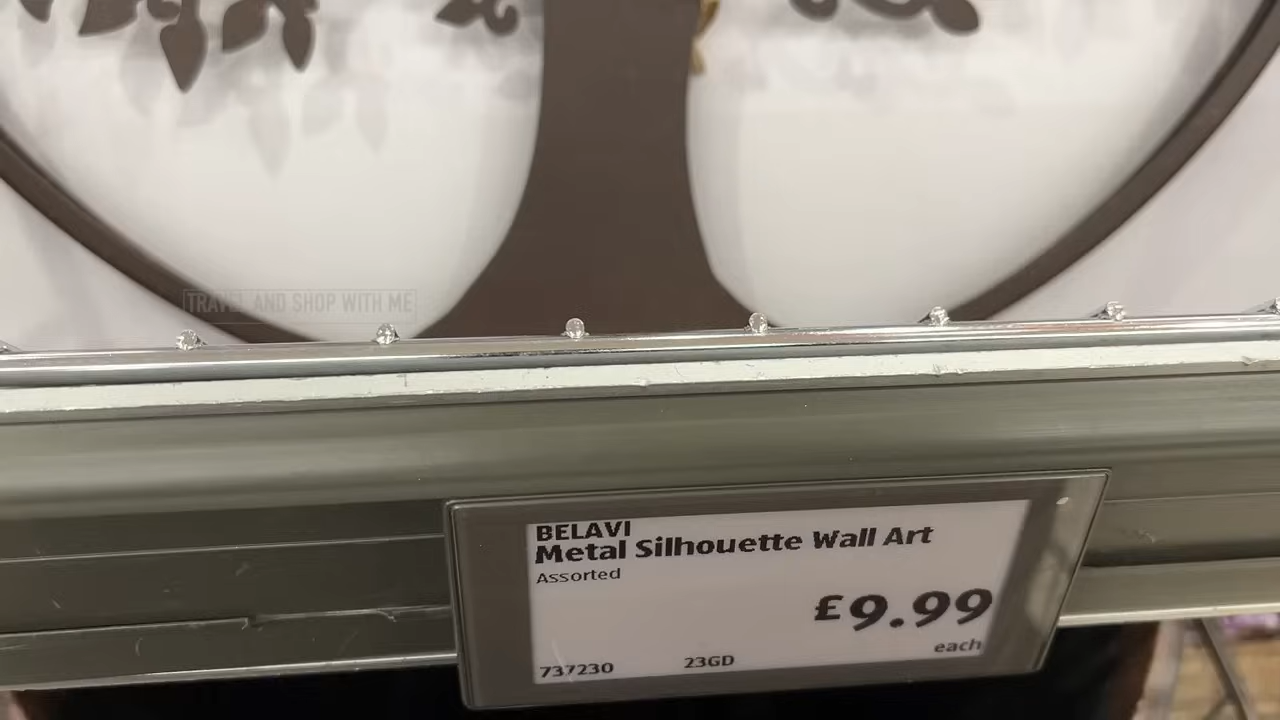 TRAVEL AND SHOP WITH ME
BELAVI
Metal Silhouette Wall Art
Assorted
£9.99
each
737230 23GD